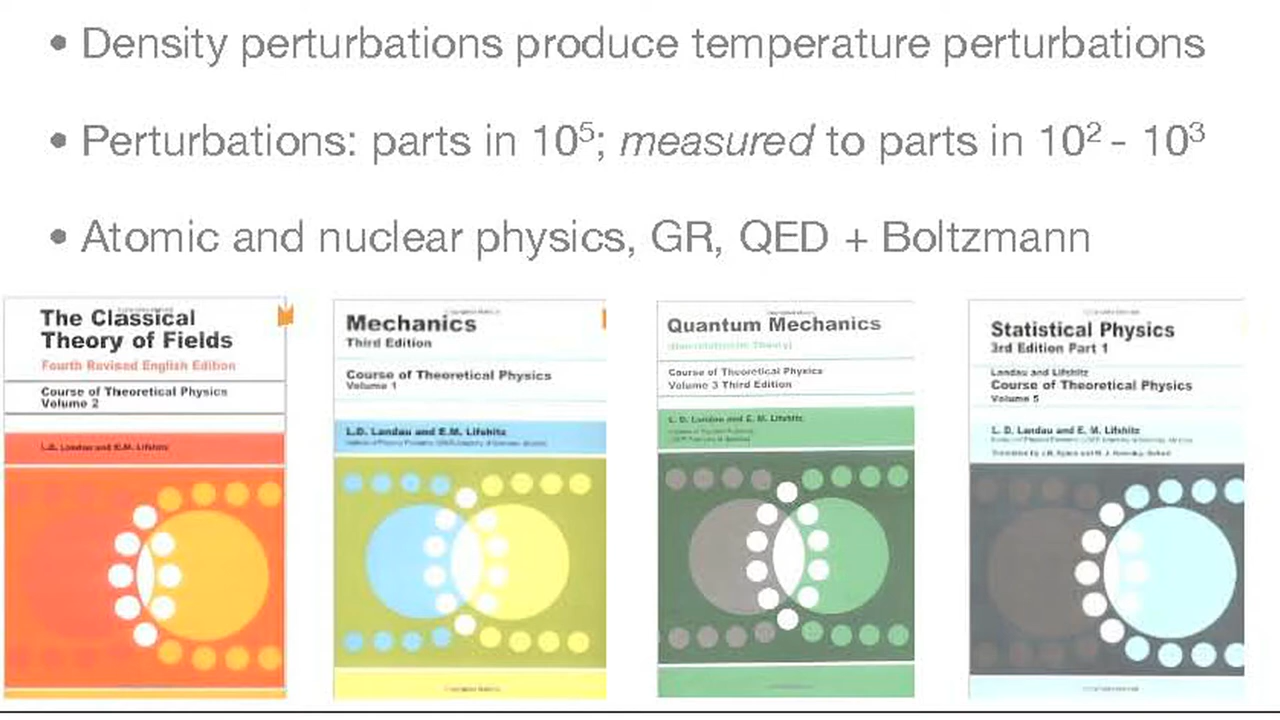 • Density perturbations produce temperature perturbations
• Perturbations: parts in 10⁵; measured to parts in 10² - 10³
• Atomic and nuclear physics, GR, QED + Boltzmann
The Classical
Theory of Fields
Fourth Revised English Edition
Course of Theoretical Physics
Volume 2
L.D. Landau and E.M. Lifshitz
Mechanics
Third Edition
Course of Theoretical Physics
Volume 1
L.D. Landau and E.M. Lifshitz
Quantum Mechanics
Course of Theoretical Physics
Volume 3 Third Edition
L. D. Landau and E. M. Lifshitz
Statistical Physics
3rd Edition Part 1
Landau and Lifshitz
Course of Theoretical Physics
Volume 5
L. D. Landau and E. M. Lifshitz